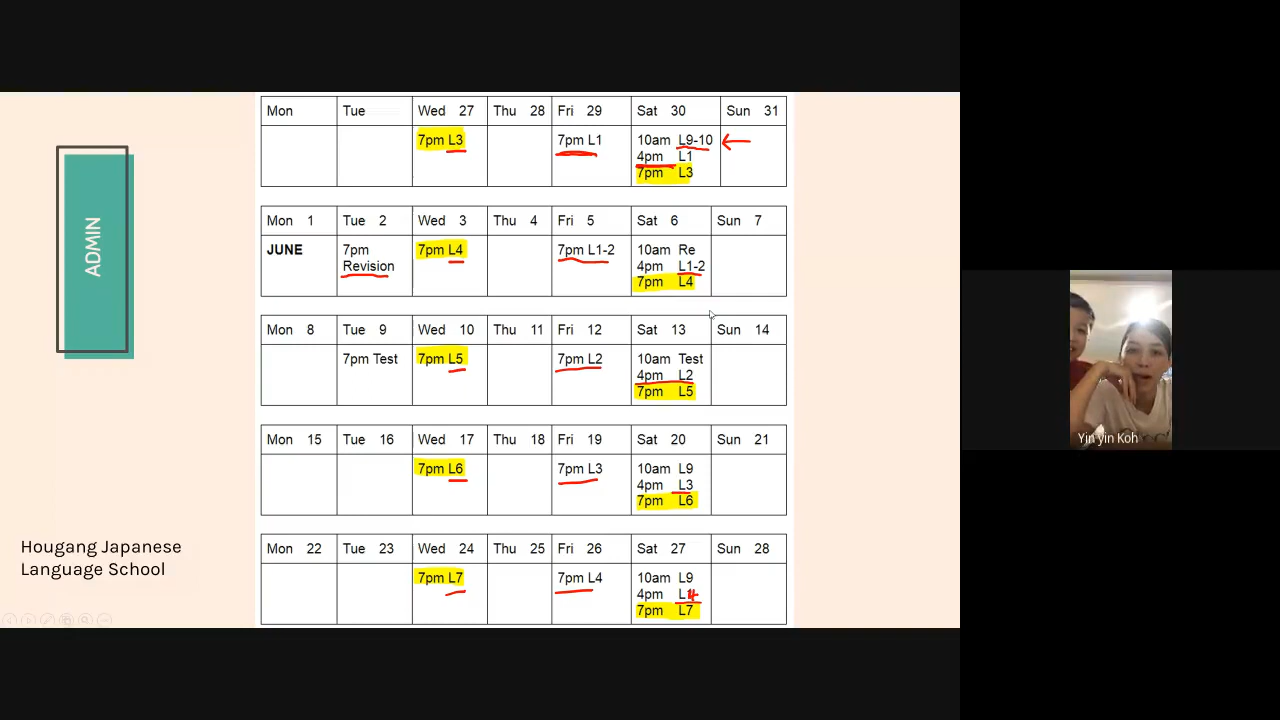 ADMIN
Hougang Japanese
Language School
Mon Tue Wed 27 Thu 28 Fri 29 Sat 30 Sun 31
7pm L3
7pm L1
10am L9-10
4pm L1
7pm L3
Mon 1 Tue 2 Wed 3 Thu 4 Fri 5 Sat 6 Sun 7
JUNE
7pm
Revision
7pm L4
7pm L1-2
10am Re
4pm L1-2
7pm L4
Mon 8 Tue 9 Wed 10 Thu 11 Fri 12 Sat 13 Sun 14
7pm Test
7pm L5
7pm L2
10am Test
4pm L2
7pm L5
Mon 15 Tue 16 Wed 17 Thu 18 Fri 19 Sat 20 Sun 21
7pm L6
7pm L3
10am L9
4pm L3
7pm L6
Mon 22 Tue 23 Wed 24 Thu 25 Fri 26 Sat 27 Sun 28
7pm L7
7pm L4
10am L9
4pm L4
7pm L7
Yin yin Koh